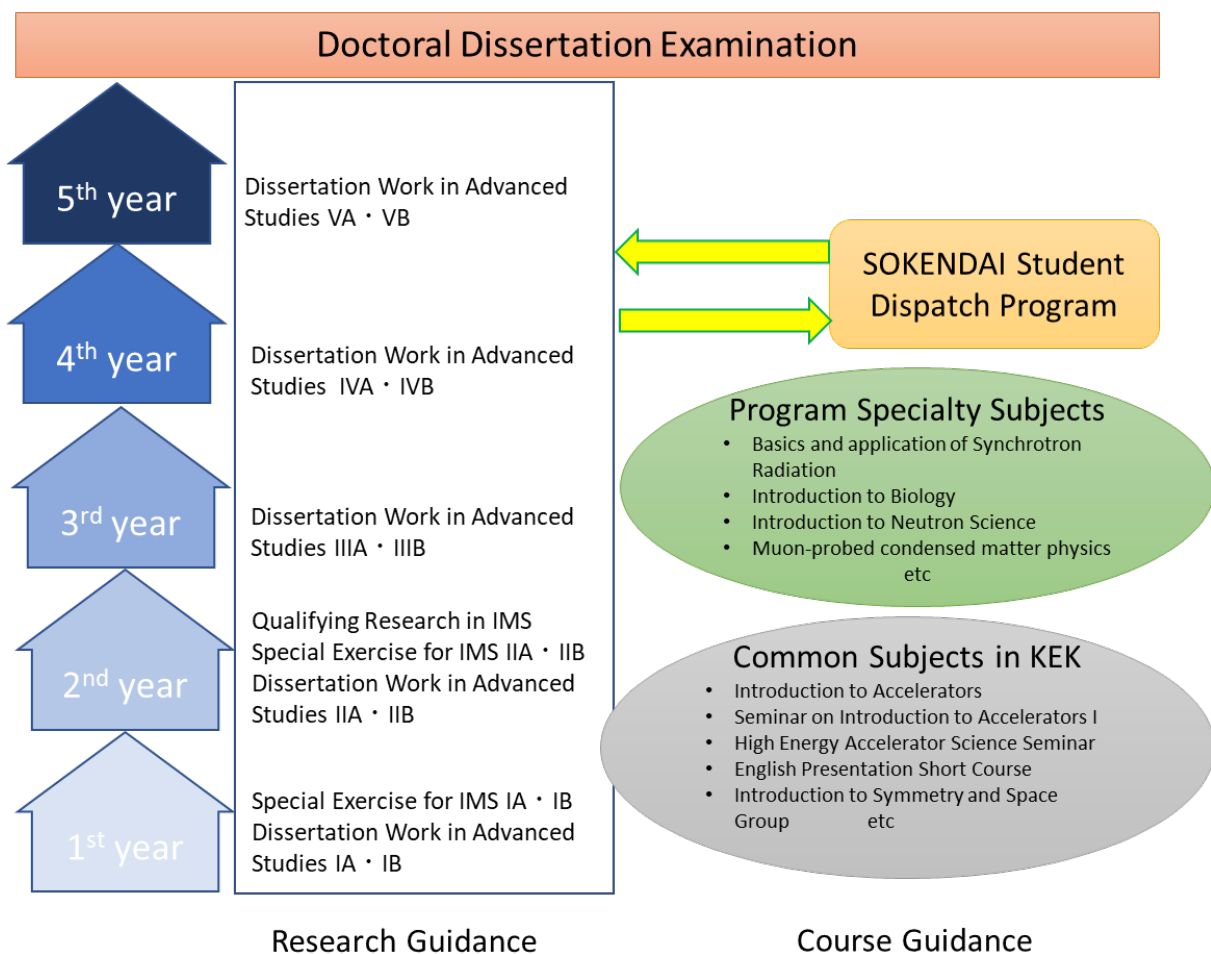 Doctoral Dissertation Examination
5th year
Dissertation Work in Advanced
Studies VA・VB
SOKENDAI Student
Dispatch Program
4th year
Dissertation Work in Advanced
Studies IVA・IVB
Program Specialty Subjects
• Basics and application of Synchrotron
Radiation
• Introduction to Biology
• Introduction to Neutron Science
• Muon-probed condensed matter physics
etc
3rd year
Dissertation Work in Advanced
Studies IIIA・IIIB
2nd year
Qualifying Research in IMS
Special Exercise for IMS IIA・IIB
Dissertation Work in Advanced
Studies IIA・IIB
Common Subjects in KEK
• Introduction to Accelerators
• Seminar on Introduction to Accelerators I
• High Energy Accelerator Science Seminar
• English Presentation Short Course
• Introduction to Symmetry and Space
Group etc
1st year
Special Exercise for IMS IA・IB
Dissertation Work in Advanced
Studies IA・IB
Research Guidance
Course Guidance